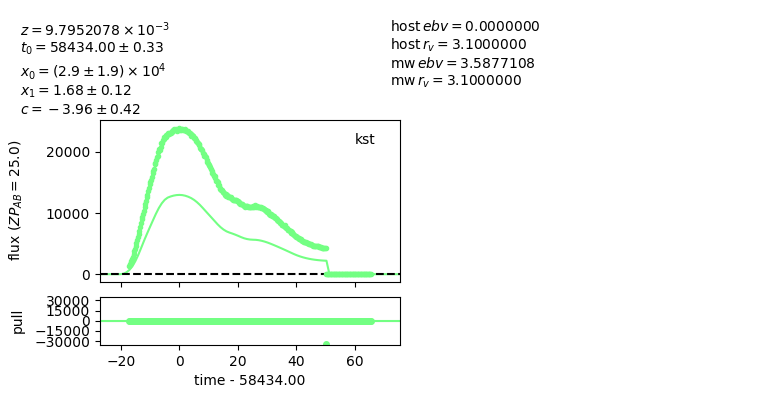 z = 9.7952078 × 10⁻³
t₀ = 58434.00 ± 0.33
x₀ = (2.9 ± 1.9) × 10⁴
x₁ = 1.68 ± 0.12
c = −3.96 ± 0.42
host ebv = 0.0000000
host r_v = 3.1000000
mw ebv = 3.5877108
mw r_v = 3.1000000
kst
flux (ZP_AB = 25.0)
20000
10000
0
pull
30000
15000
0
−15000
−30000
−20 0 20 40 60
time - 58434.00